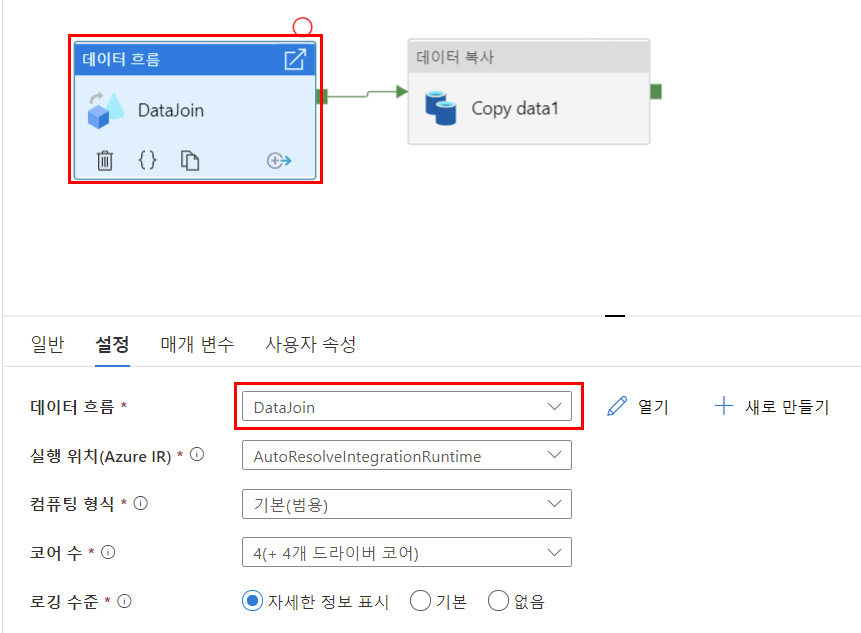 데이터 흐름
데이터 복사
DataJoin
Copy data1
일반 설정 매개 변수 사용자 속성
데이터 흐름 * DataJoin 열기 새로 만들기
실행 위치(Azure IR) * AutoResolveIntegrationRuntime
컴퓨팅 형식 * 기본(범용)
코어 수 * 4(+ 4개 드라이버 코어)
로깅 수준 * 자세한 정보 표시 기본 없음